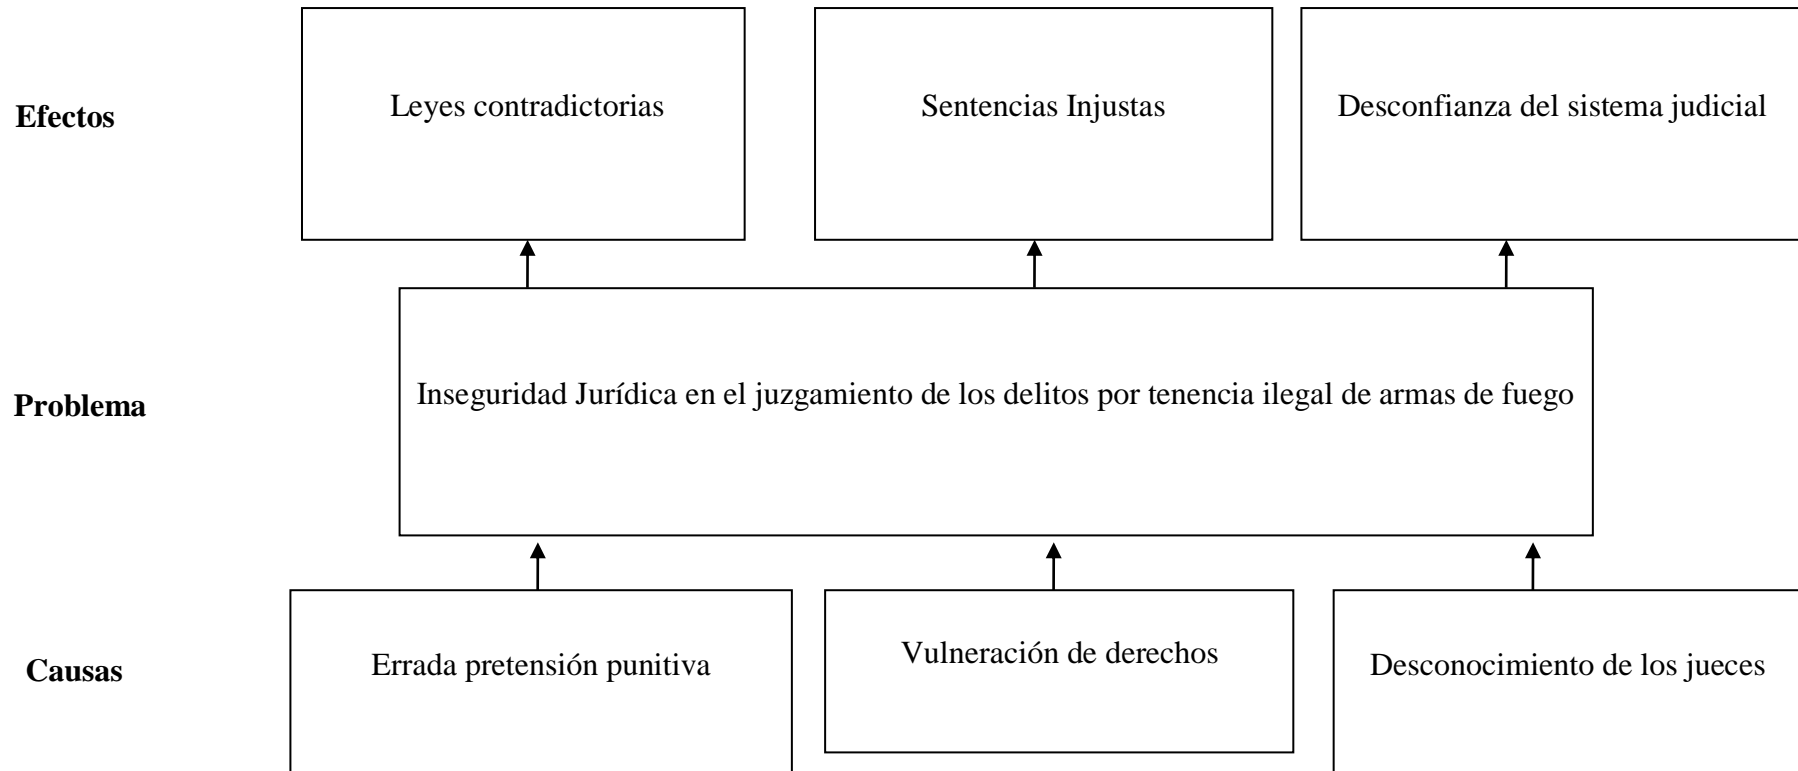 Efectos
Leyes contradictorias
Sentencias Injustas
Desconfianza del sistema judicial
Problema
Inseguridad Jurídica en el juzgamiento de los delitos por tenencia ilegal de armas de fuego
Causas
Errada pretensión punitiva
Vulneración de derechos
Desconocimiento de los jueces